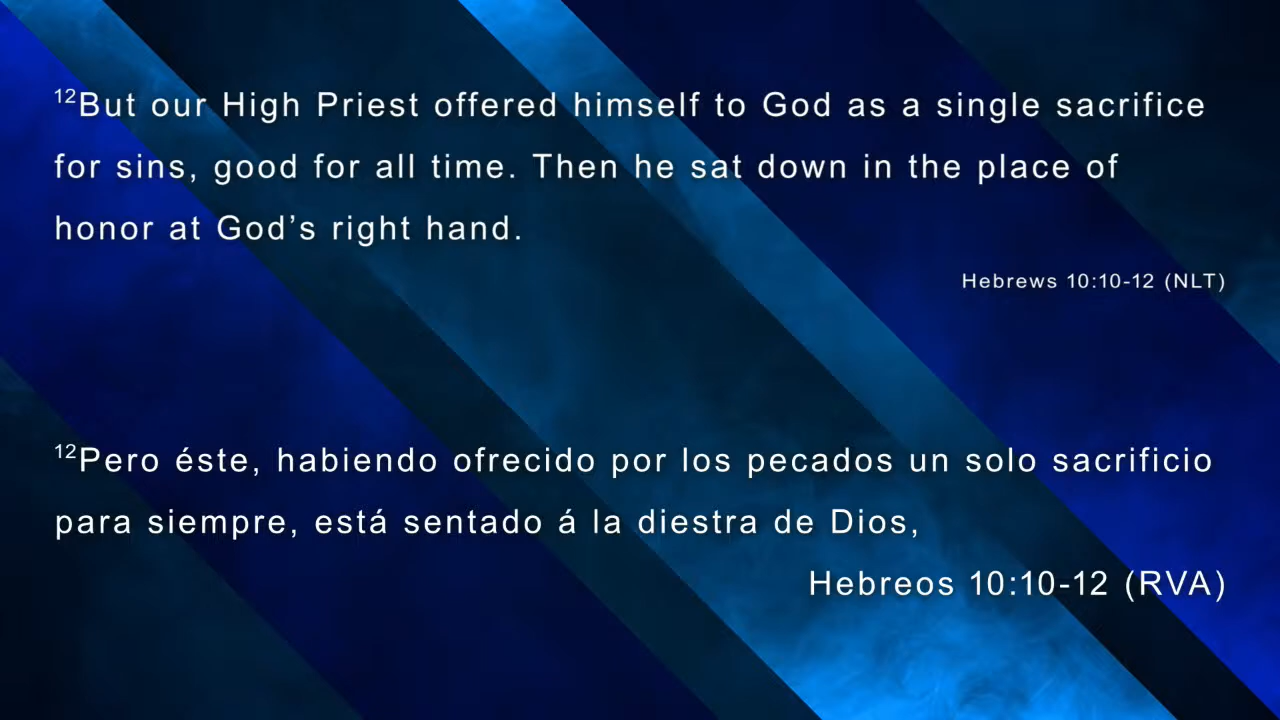 ¹²But our High Priest offered himself to God as a single sacrifice
for sins, good for all time. Then he sat down in the place of
honor at God’s right hand.
Hebrews 10:10-12 (NLT)
¹²Pero éste, habiendo ofrecido por los pecados un solo sacrificio
para siempre, está sentado á la diestra de Dios,
Hebreos 10:10-12 (RVA)